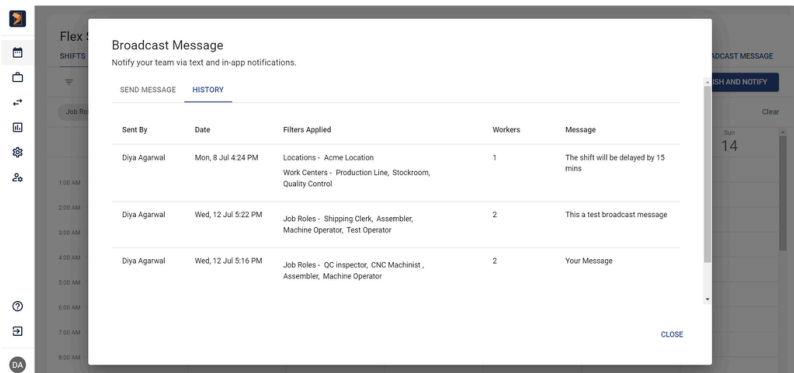 Flex S
SHIFTS
Job Ro
Broadcast Message
Notify your team via text and in-app notifications.
SEND MESSAGE HISTORY
Sent By Date Filters Applied Workers Message
Diya Agarwal Mon, 8 Jul 4:24 PM Locations - Acme Location 1 The shift will be delayed by 15
mins
Work Centers - Production Line, Stockroom,
Quality Control
Diya Agarwal Wed, 12 Jul 5:22 PM Job Roles - Shipping Clerk, Assembler, 2 This a test broadcast message
Machine Operator, Test Operator
Diya Agarwal Wed, 12 Jul 5:16 PM Job Roles - QC inspector, CNC Machinist , 2 Your Message
Assembler, Machine Operator
CLOSE
ADCAST MESSAGE
ISH AND NOTIFY
Clear
Sun
14
1:00 AM
2:00 AM
3:00 AM
4:00 AM
5:00 AM
6:00 AM
7:00 AM
8:00 AM
DA